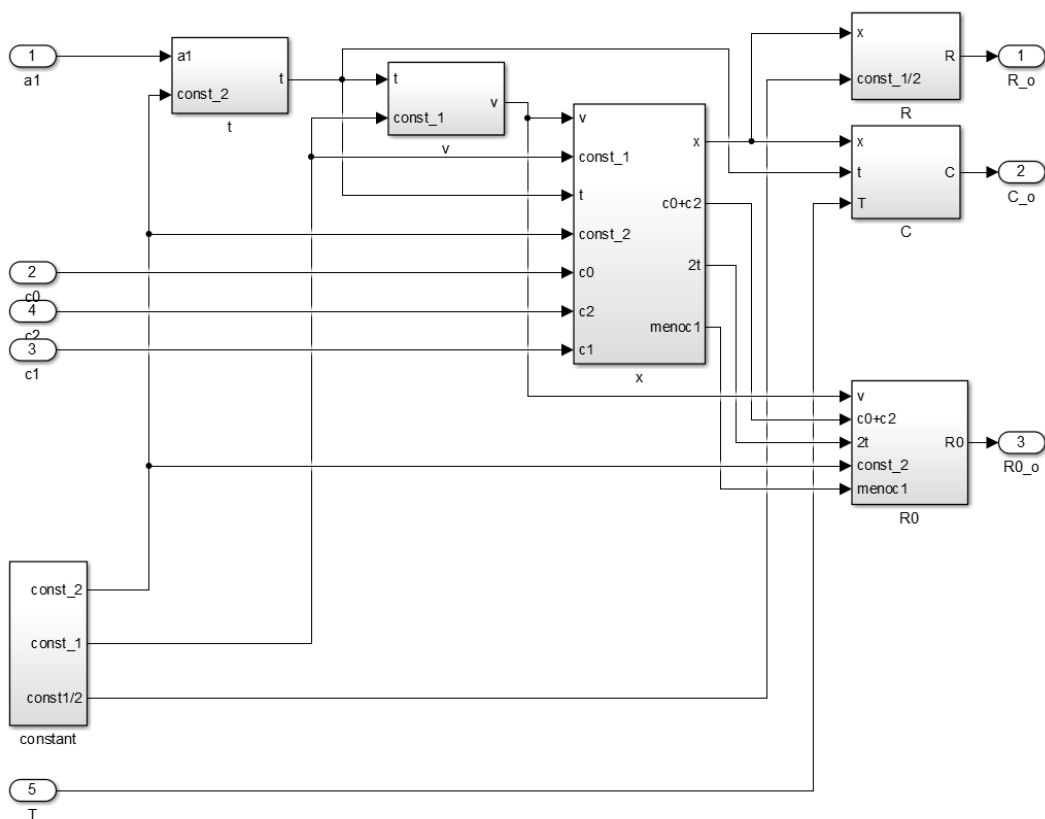 1
a1
a1
const_2
t
t
t
const_1
v
v
v
const_1
t
const_2
c0
c2
c1
x
c0+c2
2t
menoc1
x
x
const_1/2
R
R
1
R_o
x
t
T
C
C
2
C_o
2
c0
4
c2
3
c1
v
c0+c2
2t
const_2
menoc1
R0
R0
3
R0_o
const_2
const_1
const1/2
constant
5
T